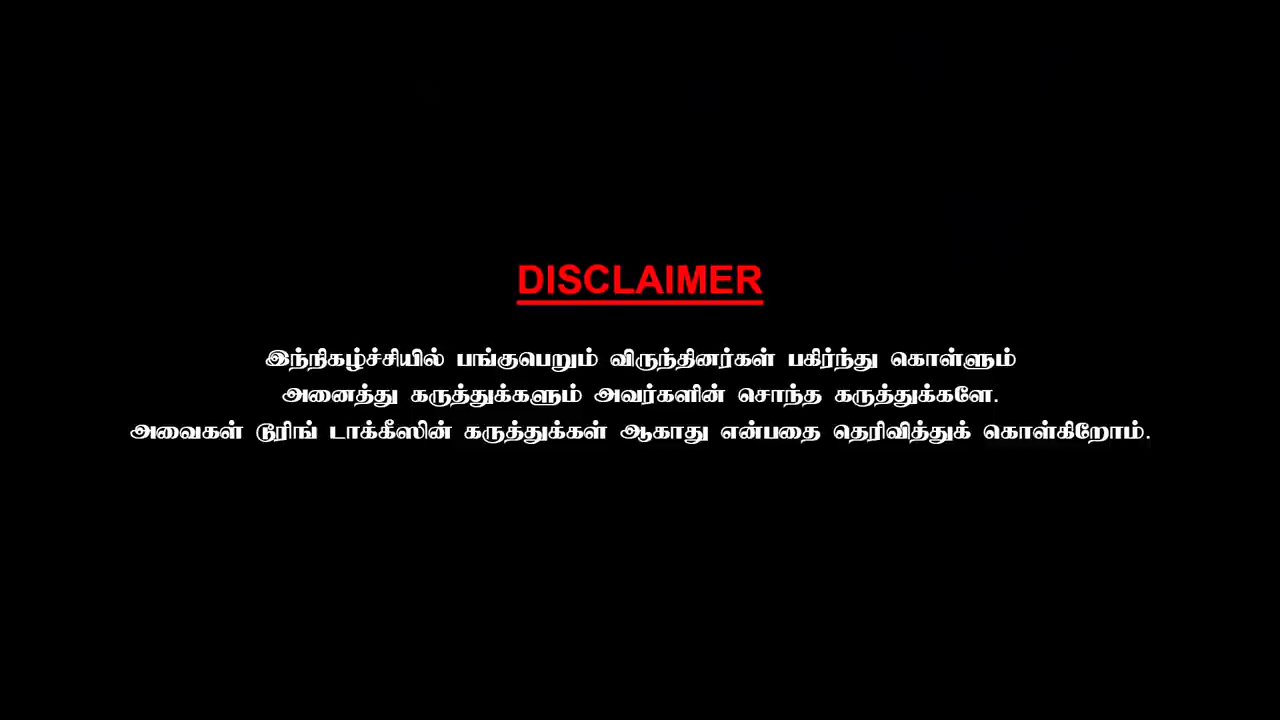 DISCLAIMER
இந்நிகழ்ச்சியில் பங்குபெறும் விருந்தினர்கள் பகிர்ந்து கொள்ளும்
அனைத்து கருத்துக்களும் அவர்களின் சொந்த கருத்துக்களே.
அவைகள் டூரிங் டாக்கீஸின் கருத்துக்கள் ஆகாது என்பதை தெரிவித்துக் கொள்கிறோம்.